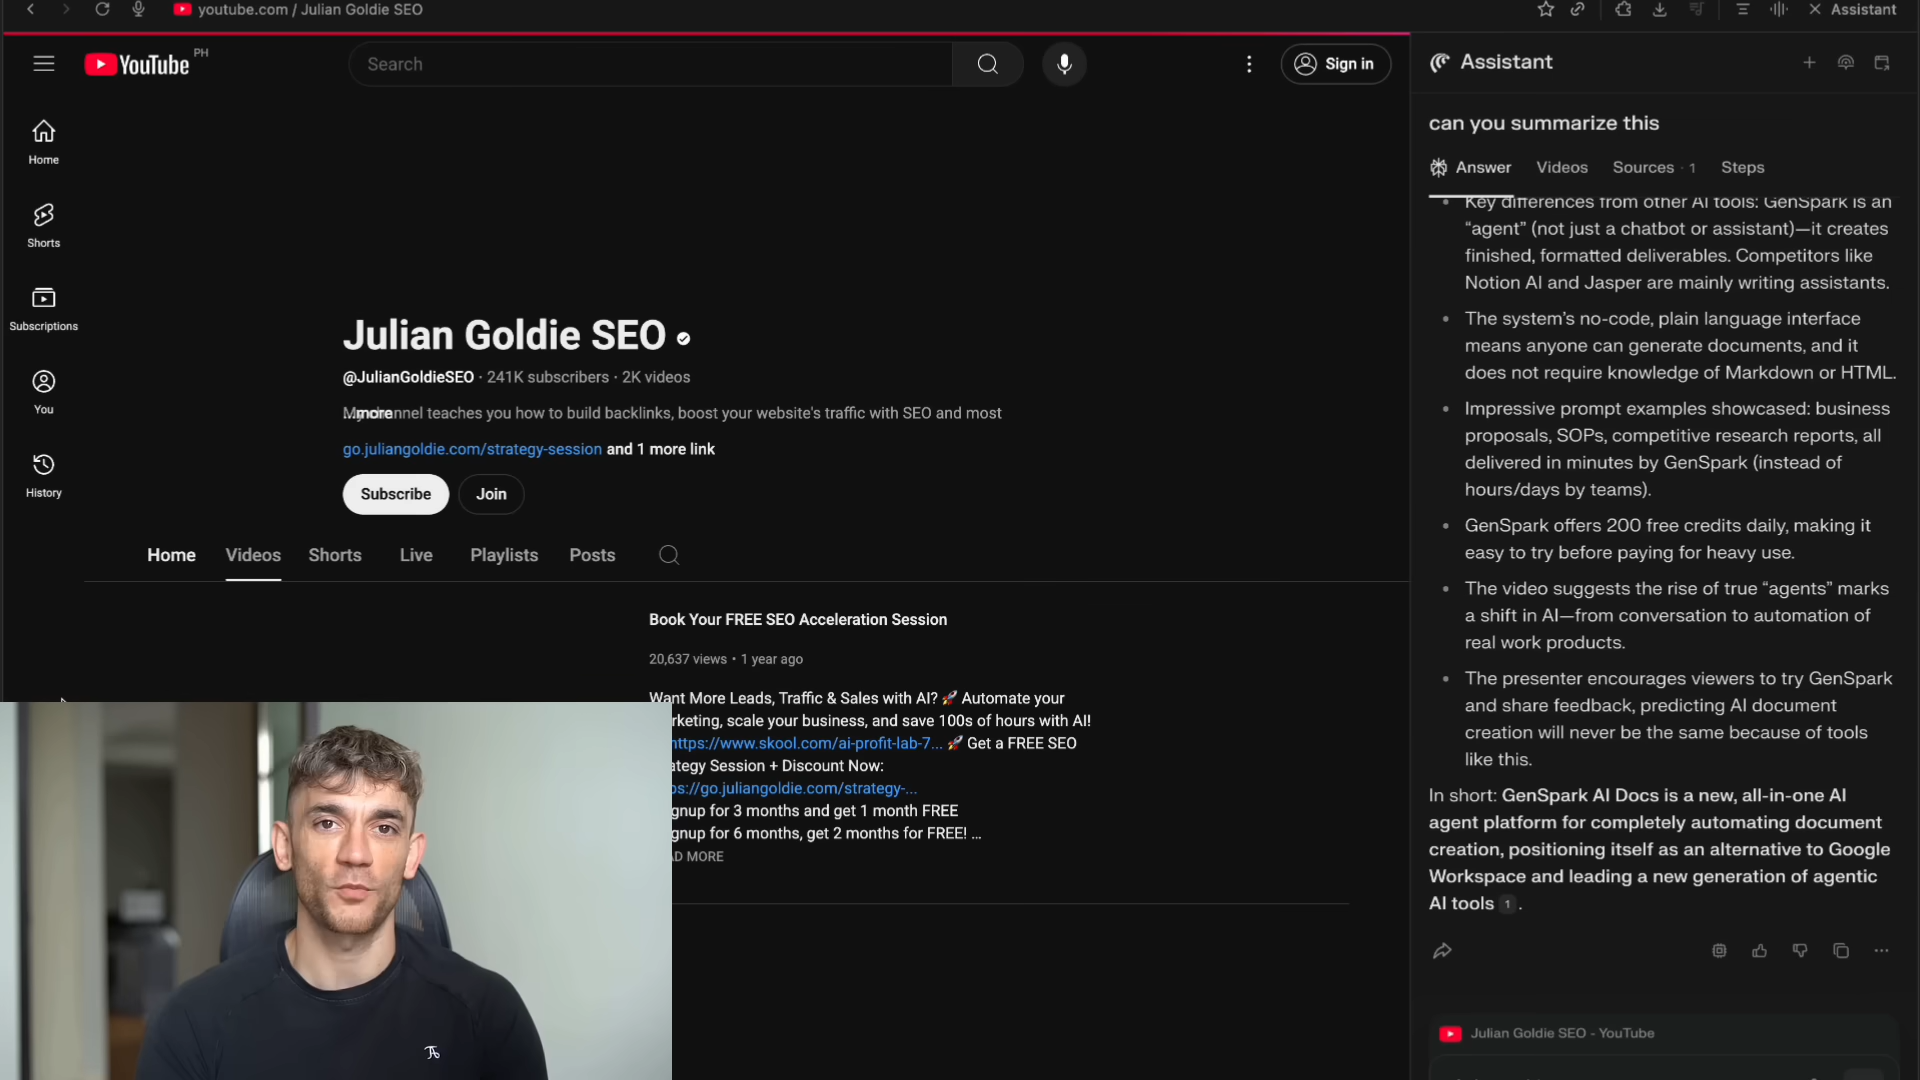 youtube.com / Julian Goldie SEO
Assistant
YouTube PH
Search
Sign in
Home
Shorts
Subscriptions
You
History
Julian Goldie SEO
@JulianGoldieSEO · 241K subscribers · 2K videos
...more channel teaches you how to build backlinks, boost your website's traffic with SEO and most
go.juliangoldie.com/strategy-session and 1 more link
Subscribe
Join
Home Videos Shorts Live Playlists Posts
Book Your FREE SEO Acceleration Session
20,637 views • 1 year ago
Want More Leads, Traffic & Sales with AI? 🚀 Automate your
rketing, scale your business, and save 100s of hours with AI!
https://www.skool.com/ai-profit-lab-7... 🚀 Get a FREE SEO
ategy Session + Discount Now:
ps://go.juliangoldie.com/strategy-...
gnup for 3 months and get 1 month FREE
gnup for 6 months, get 2 months for FREE! ...
AD MORE
Assistant
can you summarize this
Answer Videos Sources · 1 Steps
• Key differences from other AI tools: GenSpark is an
“agent” (not just a chatbot or assistant)—it creates
finished, formatted deliverables. Competitors like
Notion AI and Jasper are mainly writing assistants.
• The system’s no-code, plain language interface
means anyone can generate documents, and it
does not require knowledge of Markdown or HTML.
• Impressive prompt examples showcased: business
proposals, SOPs, competitive research reports, all
delivered in minutes by GenSpark (instead of
hours/days by teams).
• GenSpark offers 200 free credits daily, making it
easy to try before paying for heavy use.
• The video suggests the rise of true “agents” marks
a shift in AI—from conversation to automation of
real work products.
• The presenter encourages viewers to try GenSpark
and share feedback, predicting AI document
creation will never be the same because of tools
like this.
In short: GenSpark AI Docs is a new, all-in-one AI
agent platform for completely automating document
creation, positioning itself as an alternative to Google
Workspace and leading a new generation of agentic
AI tools 1 .
Julian Goldie SEO - YouTube